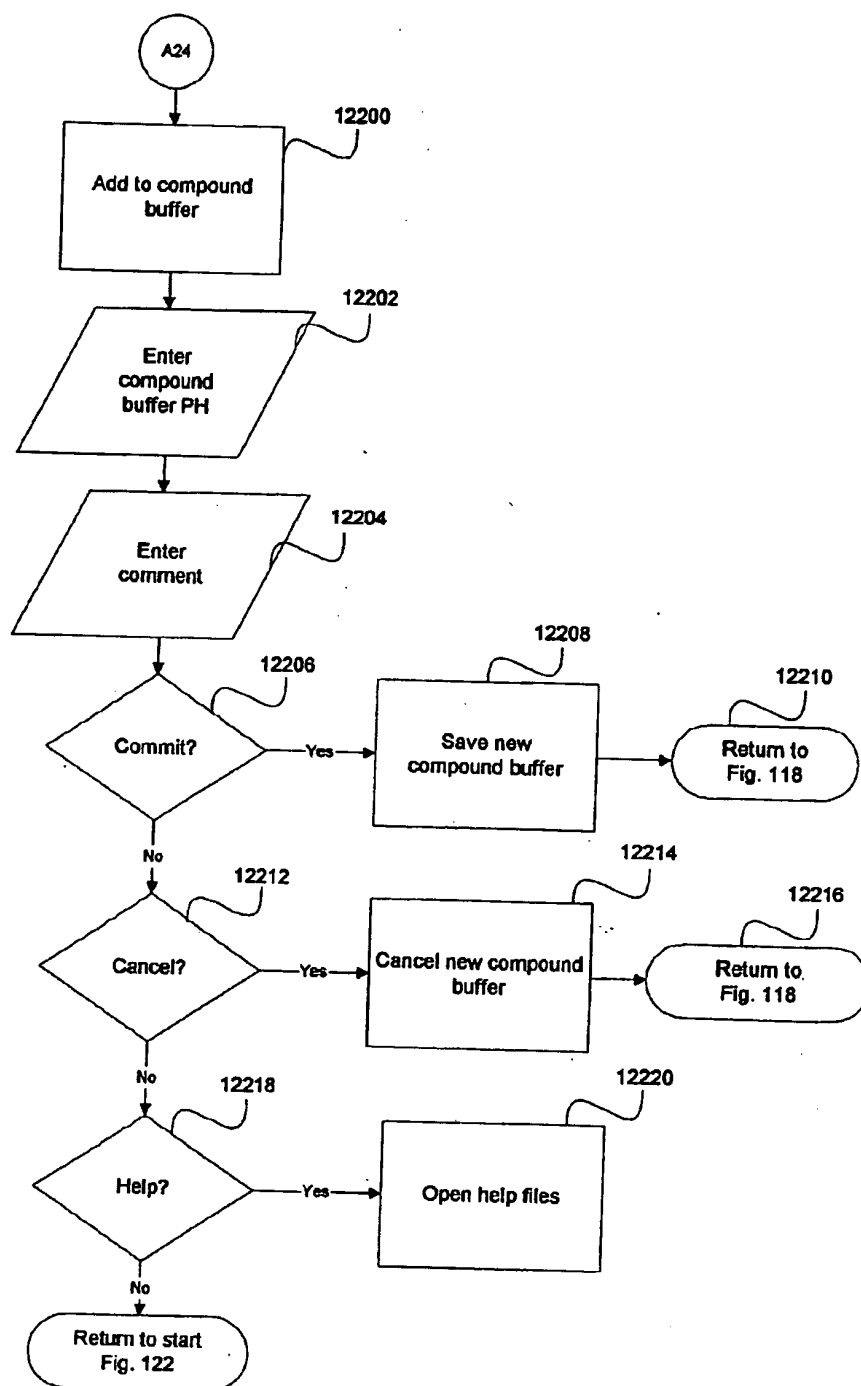 A24
12200
Add to compound
buffer
12202
Enter
compound
buffer PH
12204
Enter
comment
12206
Commit?
Yes
12208
Save new
compound buffer
12210
Return to
Fig. 118
No
12212
Cancel?
Yes
12214
Cancel new compound
buffer
12216
Return to
Fig. 118
No
12218
Help?
Yes
12220
Open help files
No
Return to start
Fig. 122